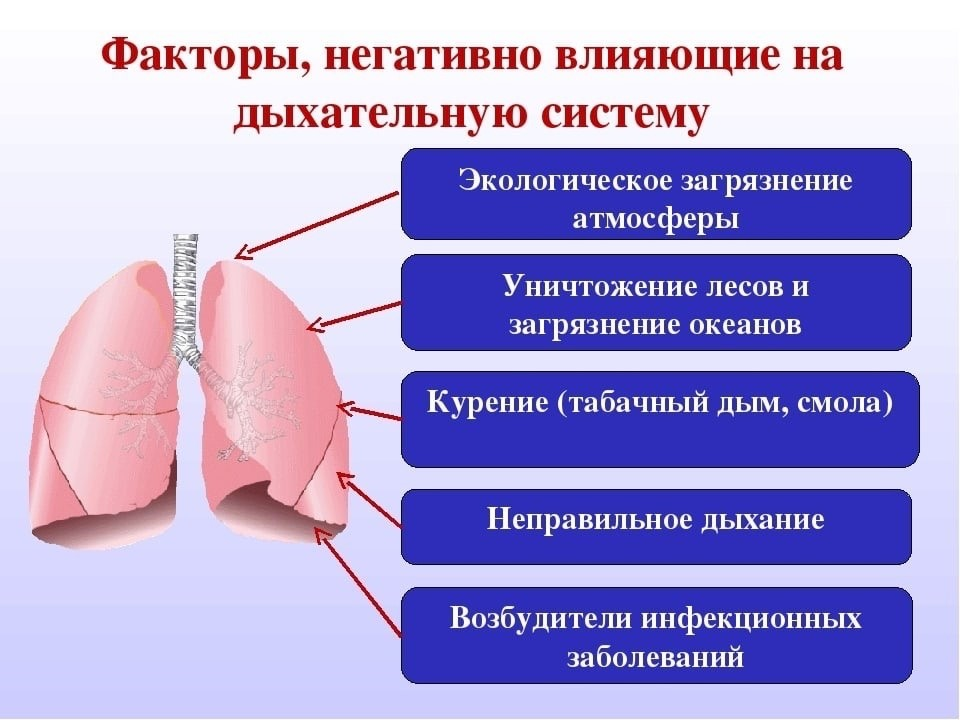 Факторы, негативно влияющие на
дыхательную систему
Экологическое загрязнение
атмосферы
Уничтожение лесов и
загрязнение океанов
Курение (табачный дым, смола)
Неправильное дыхание
Возбудители инфекционных
заболеваний